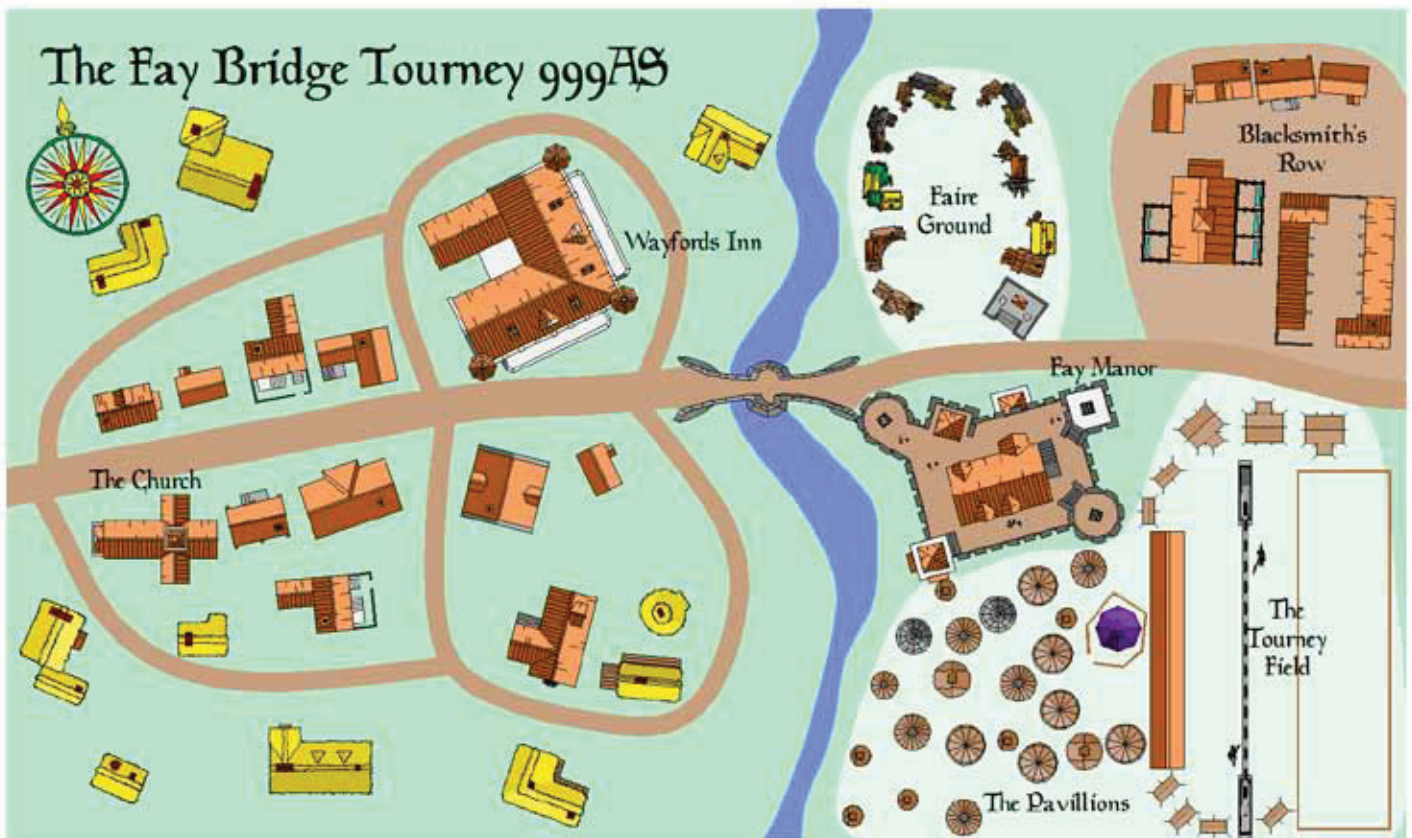 The Fay Bridge Tourney 999AS
Wayfords Inn
Faire
Ground
Blacksmith's
Row
Fay Manor
The Church
The
Tourney
Field
The Pavillions